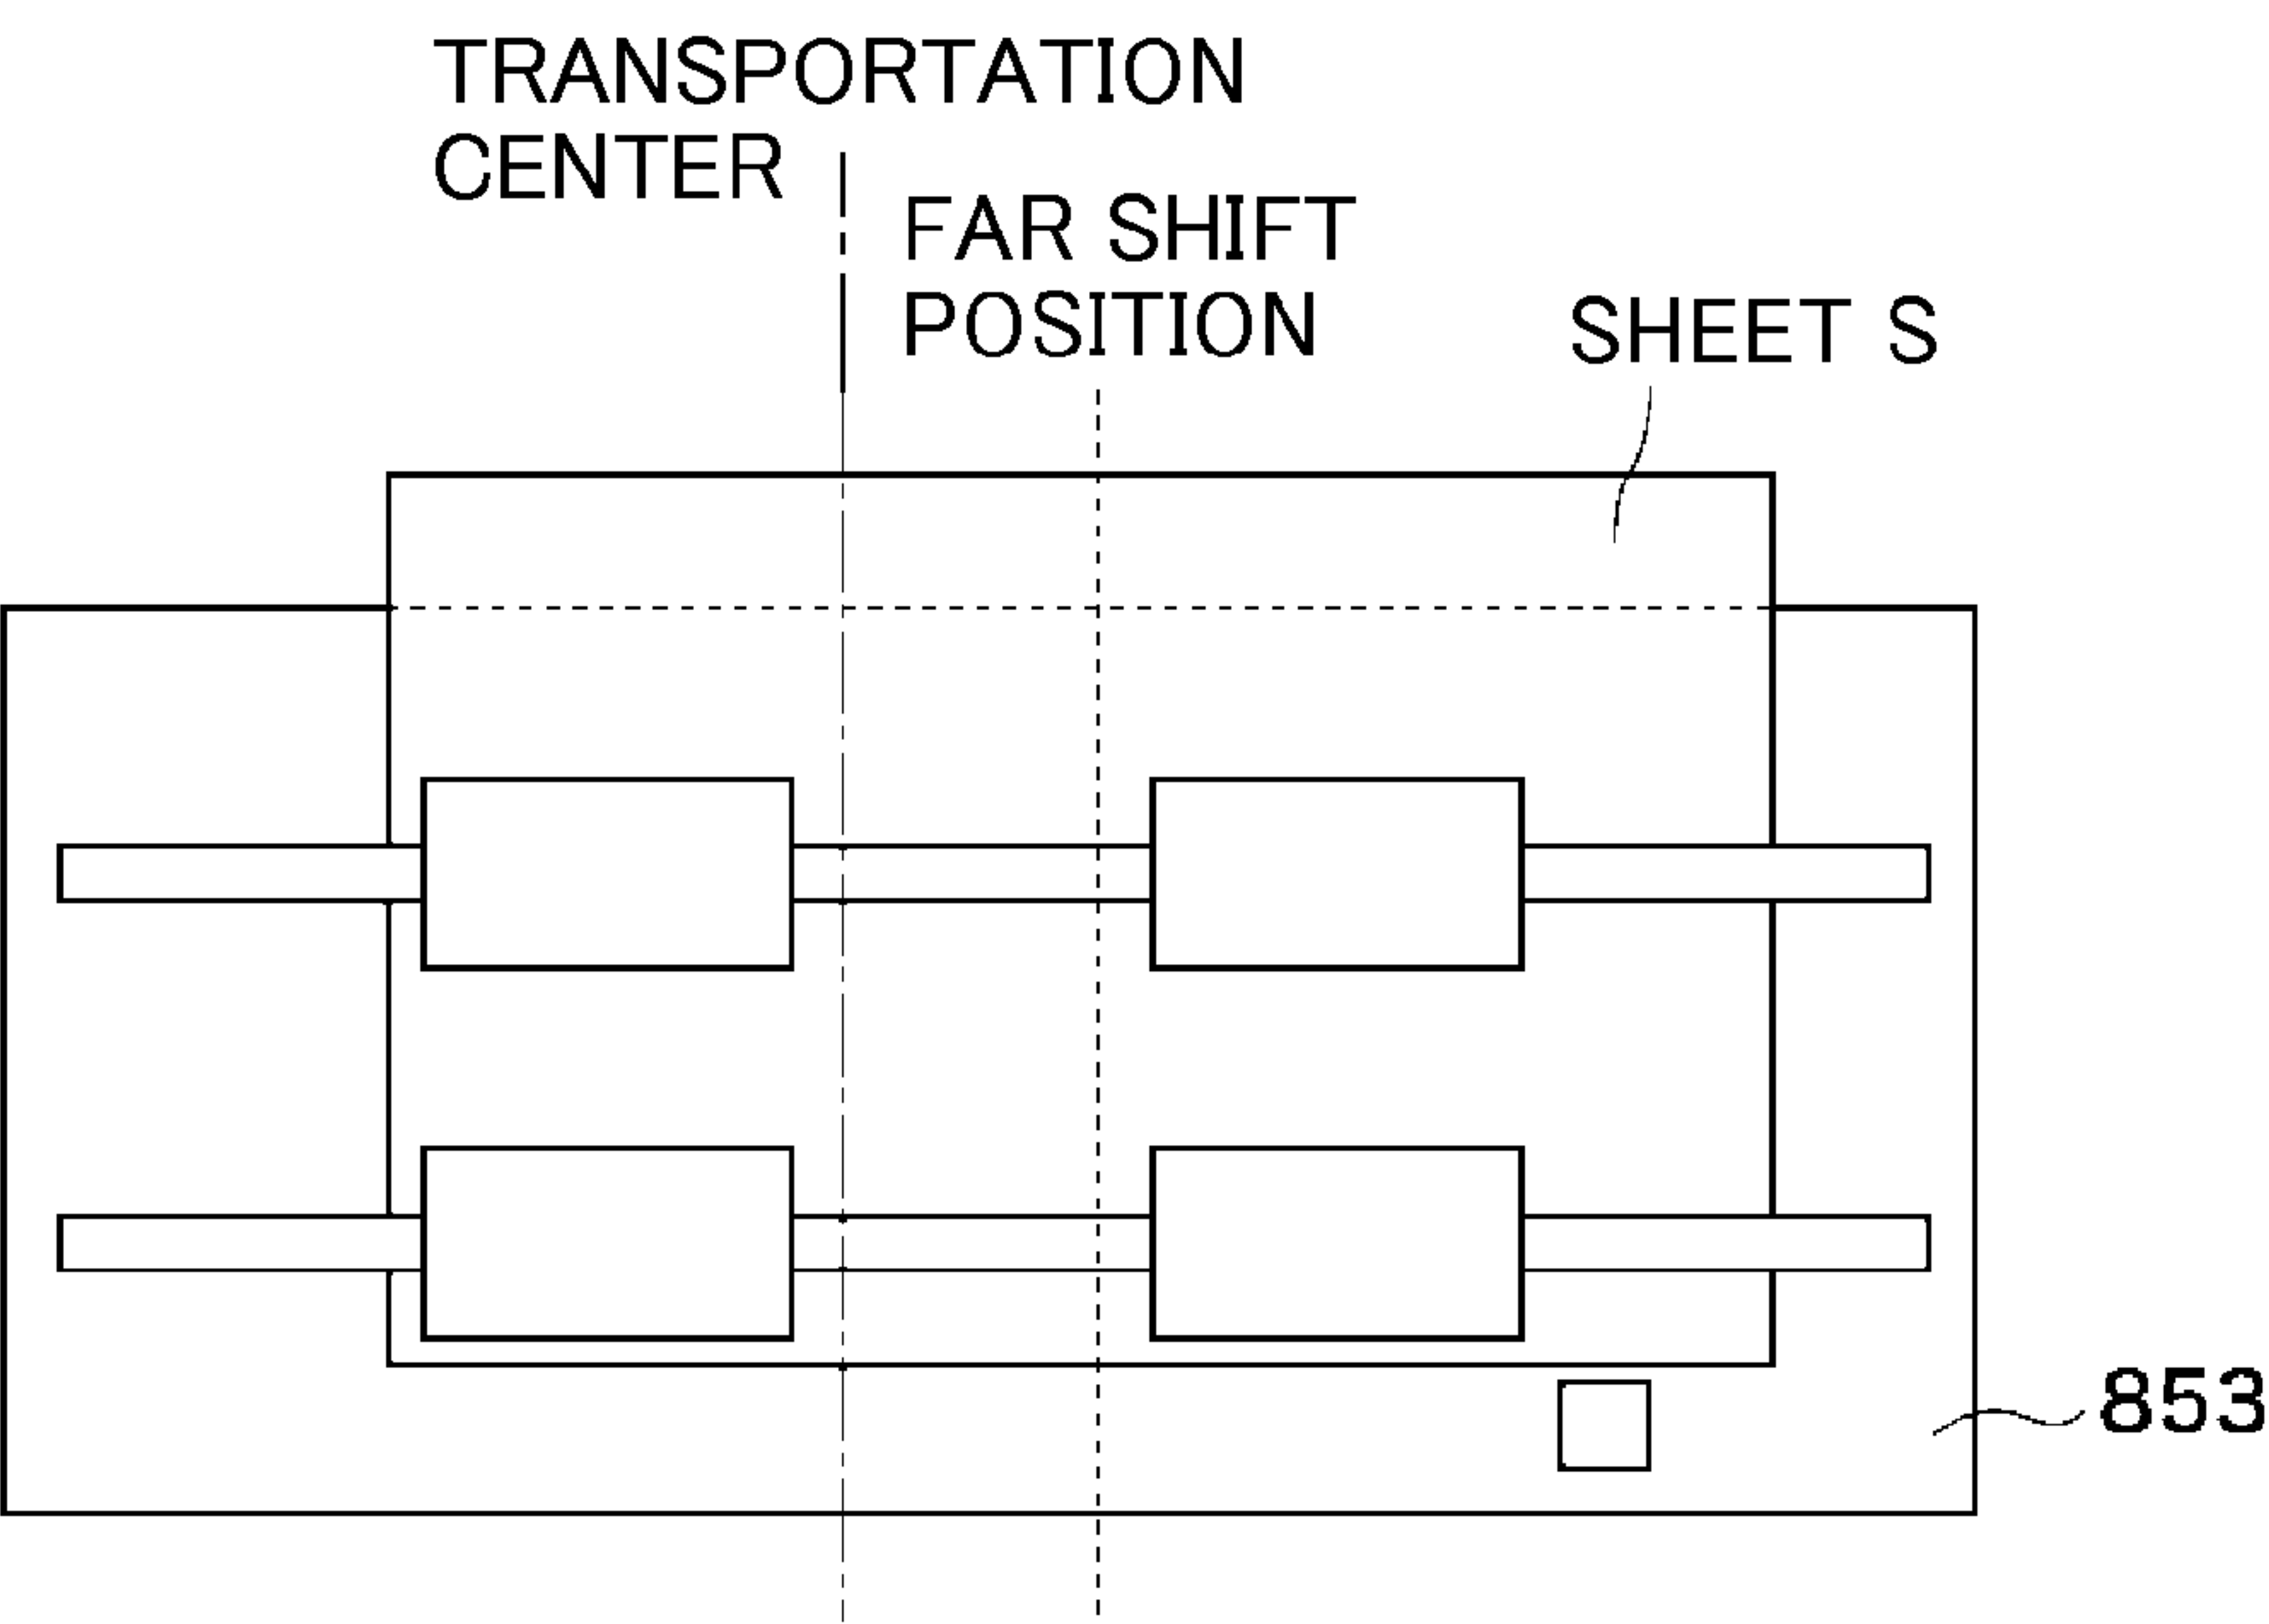 TRANSPORTATION
CENTER
FAR SHIFT
POSITION
SHEET S
853